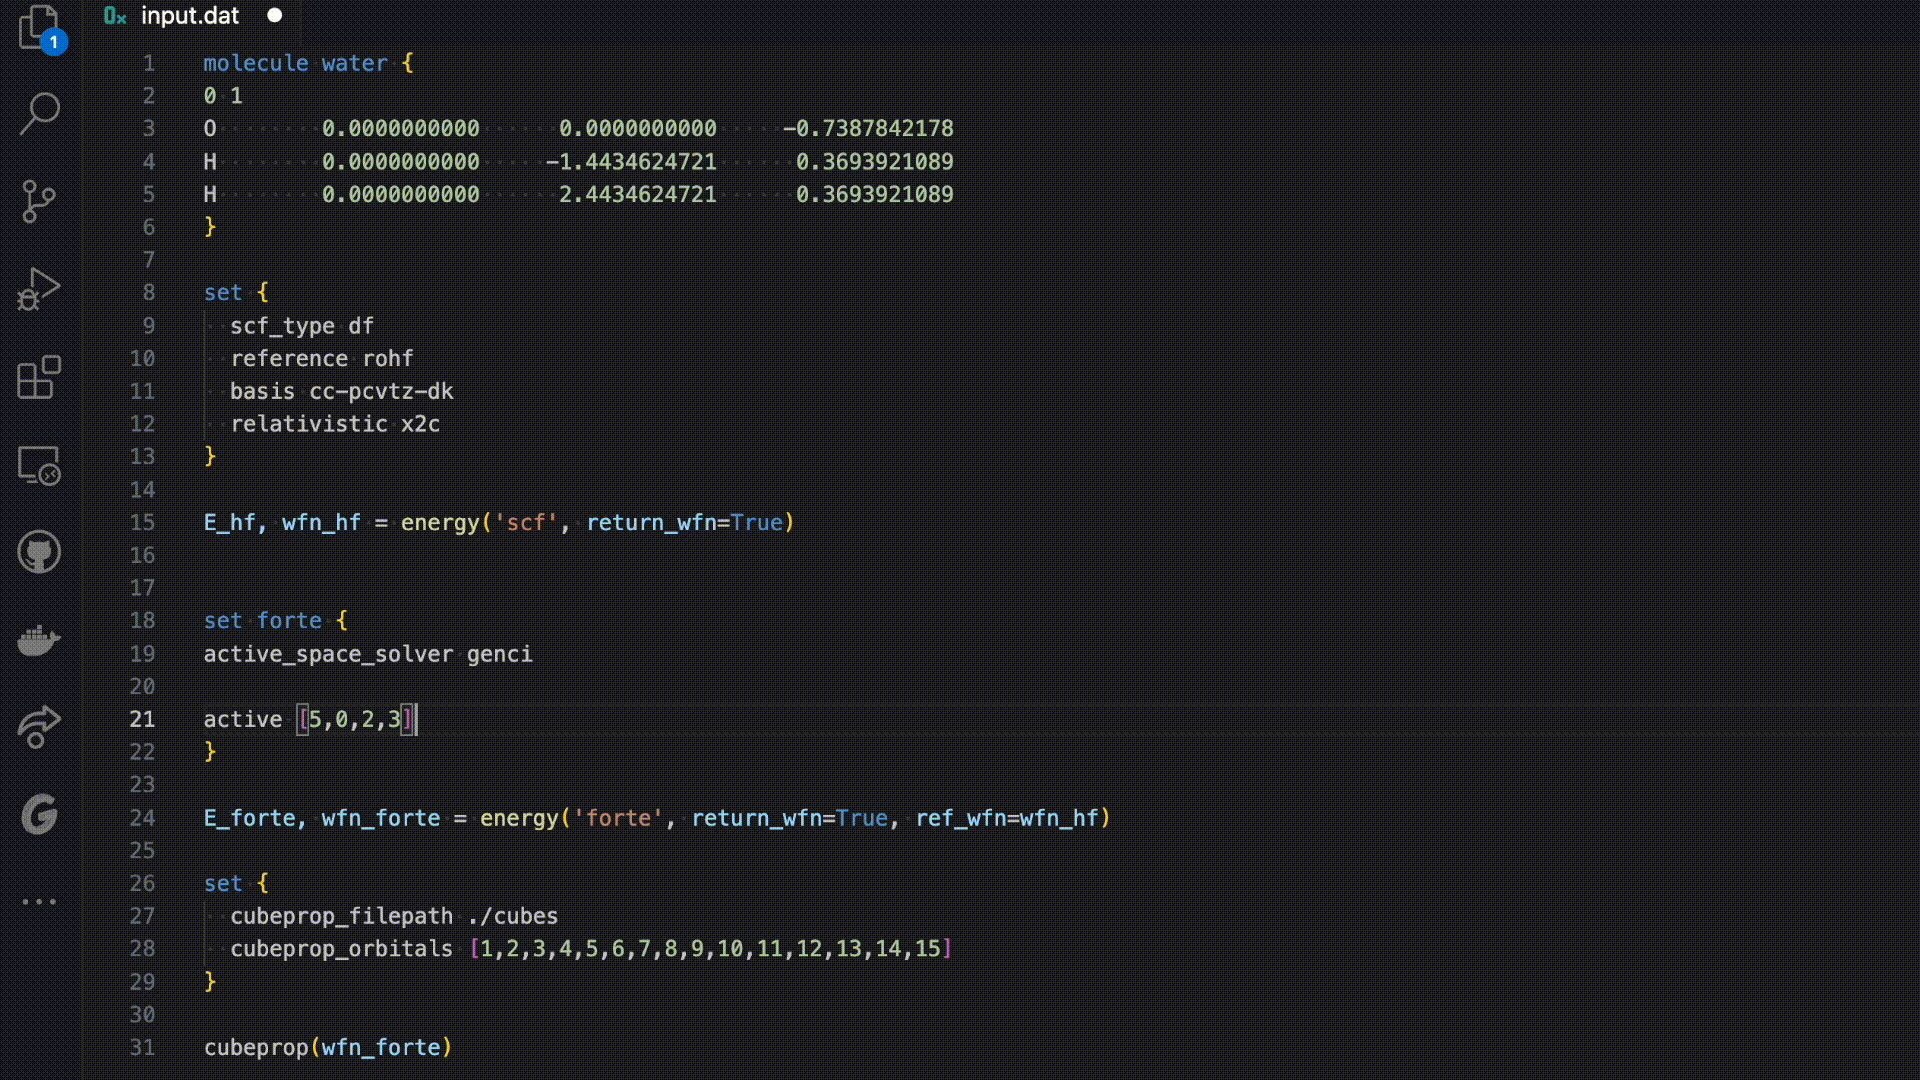 input.dat
1
1 molecule water {
2 0 1
3 O 0.0000000000 0.0000000000 -0.7387842178
4 H 0.0000000000 -1.4434624721 0.3693921089
5 H 0.0000000000 2.4434624721 0.3693921089
6 }
7
8 set {
9 scf_type df
10 reference rohf
11 basis cc-pcvtz-dk
12 relativistic x2c
13 }
14
15 E_hf, wfn_hf = energy('scf', return_wfn=True)
16
17
18 set forte {
19 active_space_solver genci
20
21 active [5,0,2,3]
22 }
23
24 E_forte, wfn_forte = energy('forte', return_wfn=True, ref_wfn=wfn_hf)
25
26 set {
27 cubeprop_filepath ./cubes
28 cubeprop_orbitals [1,2,3,4,5,6,7,8,9,10,11,12,13,14,15]
29 }
30
31 cubeprop(wfn_forte)